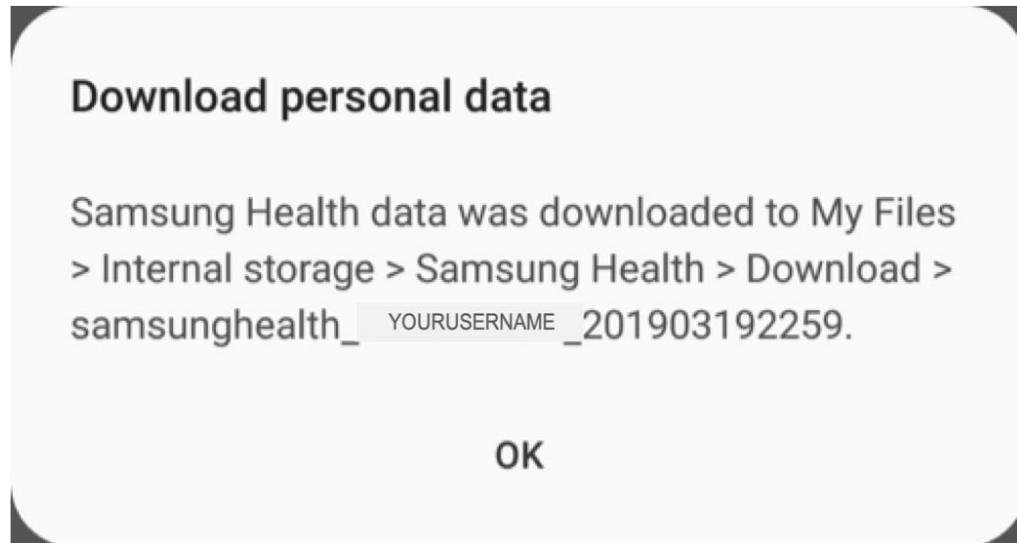 Download personal data
Samsung Health data was downloaded to My Files
> Internal storage > Samsung Health > Download >
samsunghealth_ YOURUSERNAME _201903192259.
OK